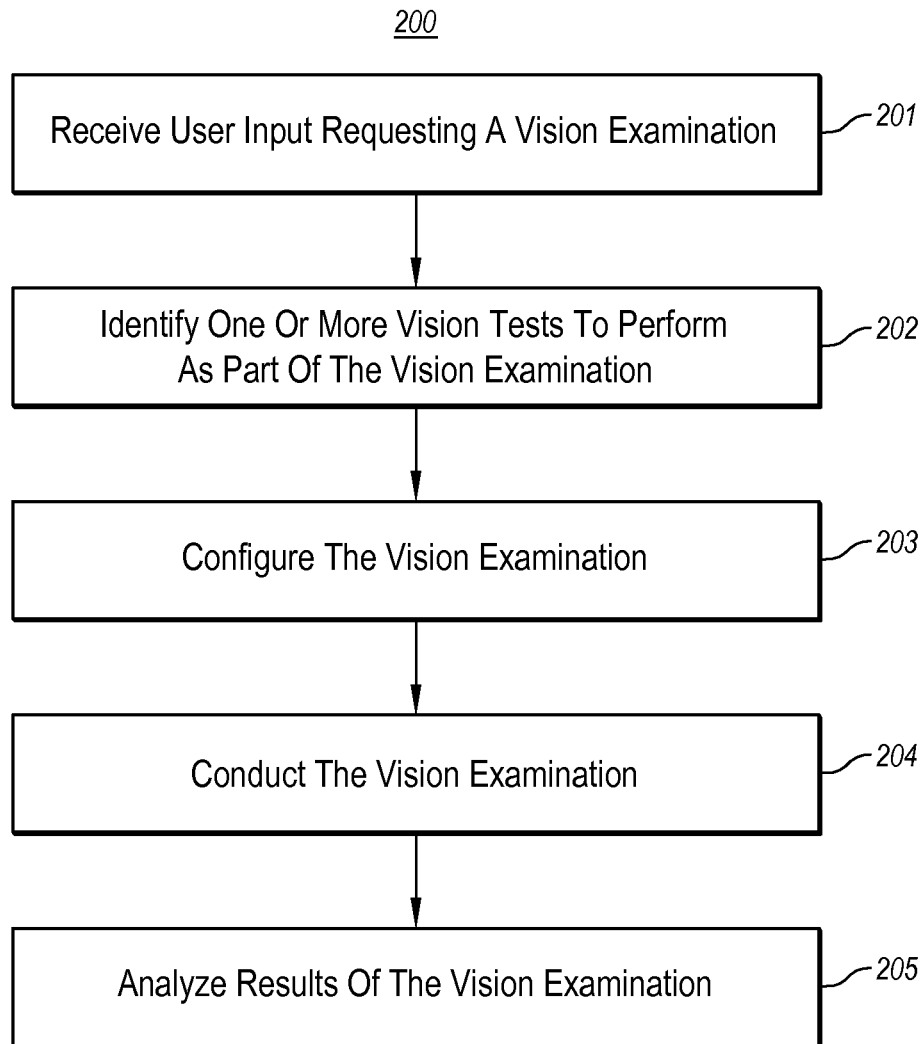 200
Receive User Input Requesting A Vision Examination
201
Identify One Or More Vision Tests To Perform
As Part Of The Vision Examination
202
Configure The Vision Examination
203
Conduct The Vision Examination
204
Analyze Results Of The Vision Examination
205